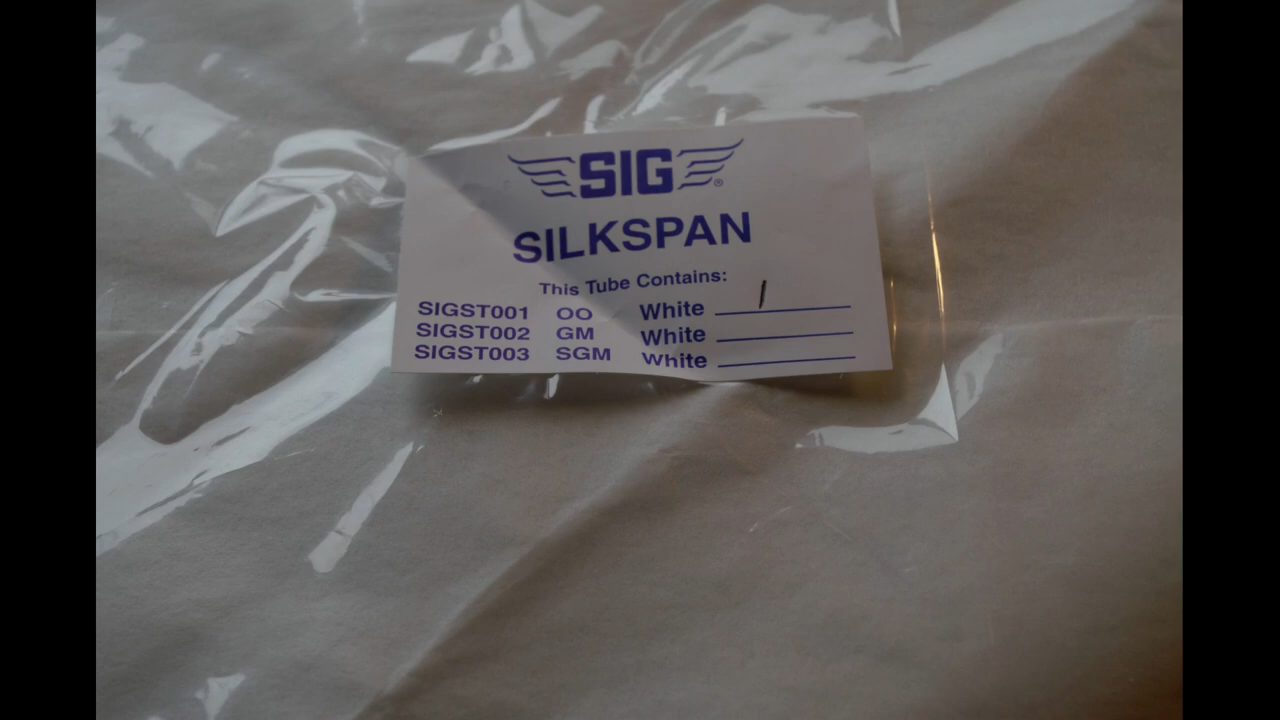 SIG®
SILKSPAN
This Tube Contains:
SIGST001 OO White 1
SIGST002 GM White
SIGST003 SGM White